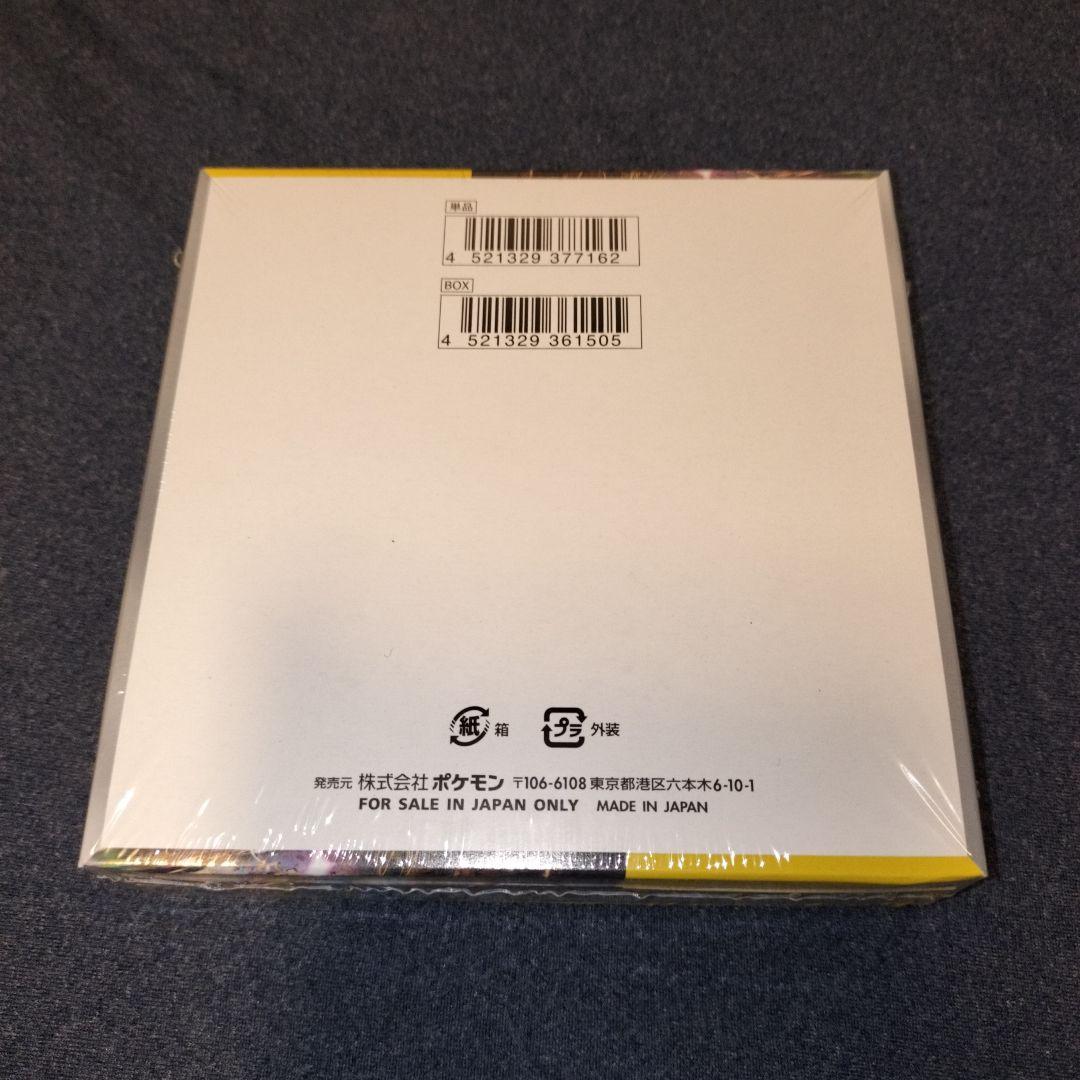 単品
4 521329 377162
BOX
4 521329 361505
紙 箱 プラ 外装
発売元 株式会社 ポケモン 〒106-6108 東京都港区六本木6-10-1
FOR SALE IN JAPAN ONLY MADE IN JAPAN